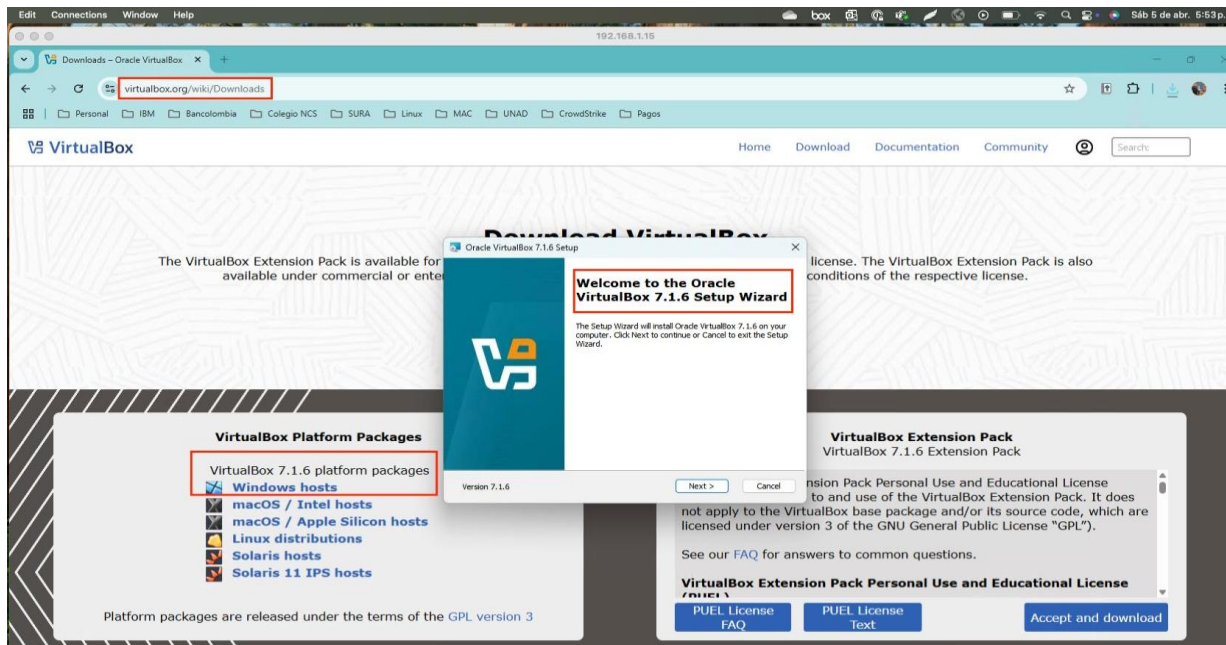 Edit Connections Window Help
box
Sáb 5 de abr. 5:53 p.
192.168.1.15
Downloads – Oracle VirtualBox
virtualbox.org/wiki/Downloads
Personal IBM Bancolombia Colegio NCS SURA Linux MAC UNAD CrowdStrike Pagos
VirtualBox
Home Download Documentation Community Search:
Download VirtualBox
The VirtualBox Extension Pack is available for
license. The VirtualBox Extension Pack is also
available under commercial or
conditions of the respective license.
Oracle VirtualBox 7.1.6 Setup
Welcome to the Oracle
VirtualBox 7.1.6 Setup Wizard
The Setup Wizard will install Oracle VirtualBox 7.1.6 on your
computer. Click Next to continue or Cancel to exit the Setup
Wizard.
Version 7.1.6
Next > Cancel
VirtualBox Platform Packages
VirtualBox 7.1.6 platform packages
Windows hosts
macOS / Intel hosts
macOS / Apple Silicon hosts
Linux distributions
Solaris hosts
Solaris 11 IPS hosts
Platform packages are released under the terms of the GPL version 3
VirtualBox Extension Pack
VirtualBox 7.1.6 Extension Pack
Pack Personal Use and Educational License
to and use of the VirtualBox Extension Pack. It does
not apply to the VirtualBox base package and/or its source code, which are
licensed under version 3 of the GNU General Public License “GPL”).
See our FAQ for answers to common questions.
VirtualBox Extension Pack Personal Use and Educational License
(PUEL)
PUEL License
FAQ
PUEL License
Text
Accept and download